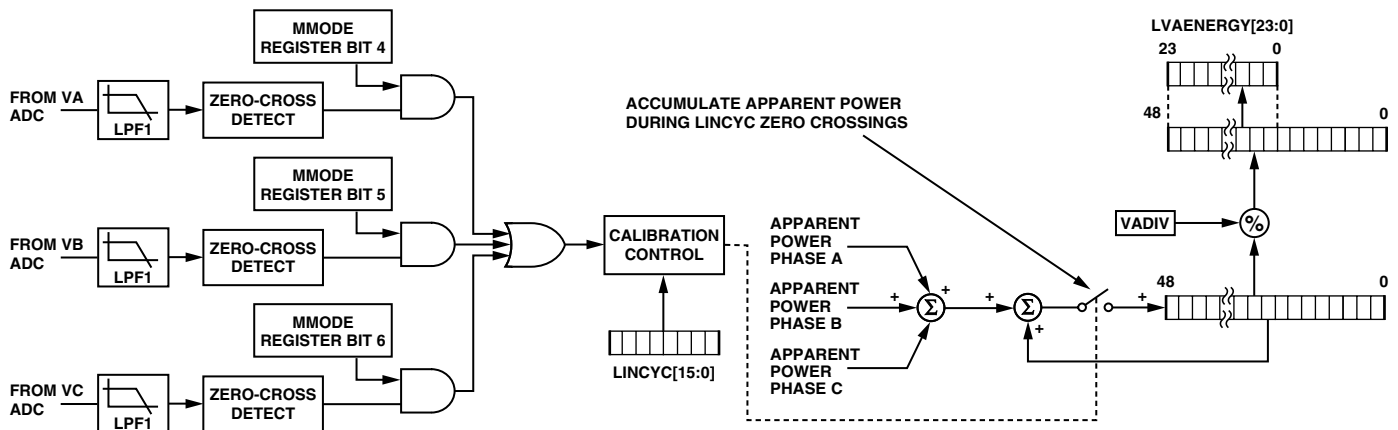 MMODE
REGISTER BIT 4
FROM VA
ADC
LPF1
ZERO-CROSS
DETECT
MMODE
REGISTER BIT 5
FROM VB
ADC
LPF1
ZERO-CROSS
DETECT
MMODE
REGISTER BIT 6
FROM VC
ADC
LPF1
ZERO-CROSS
DETECT
CALIBRATION
CONTROL
LINCYC[15:0]
ACCUMULATE APPARENT POWER
DURING LINCYC ZERO CROSSINGS
APPARENT
POWER
PHASE A
APPARENT
POWER
PHASE B
APPARENT
POWER
PHASE C
+
+
Σ
+
Σ
+
+
LVAENERGY[23:0]
23 0
48 0
VADIV
%
48 0